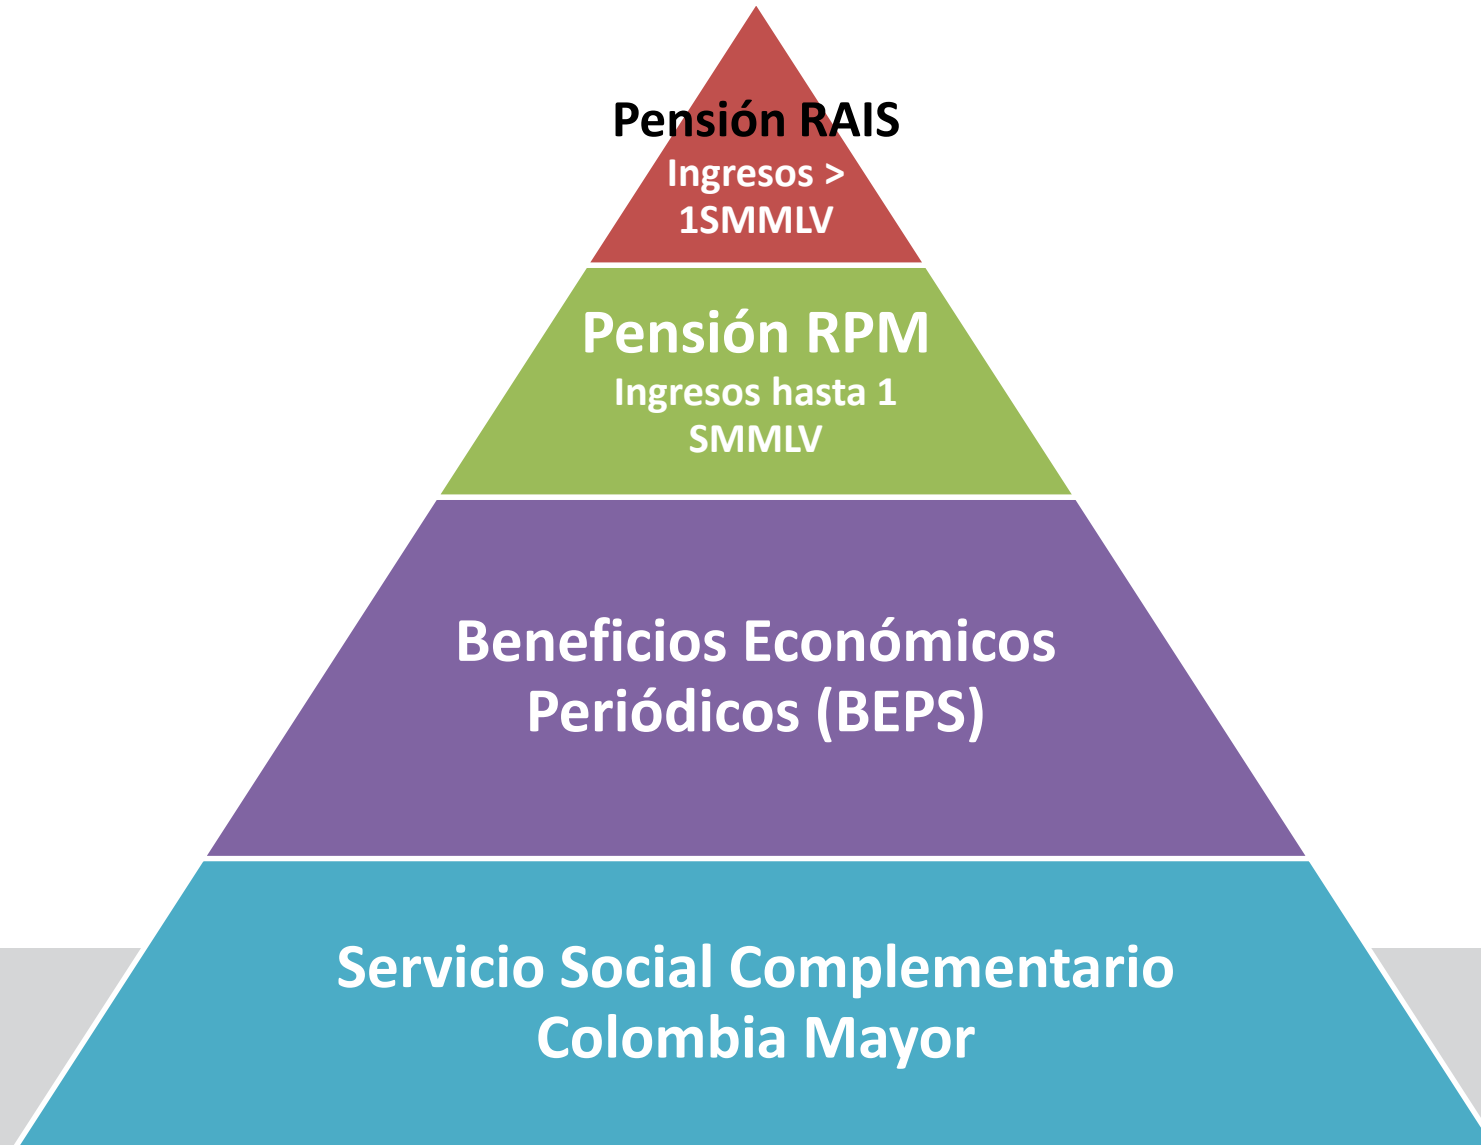 Pensión RAIS
Ingresos >
1SMMLV
Pensión RPM
Ingresos hasta 1
SMMLV
Beneficios Económicos
Periódicos (BEPS)
Servicio Social Complementario
Colombia Mayor